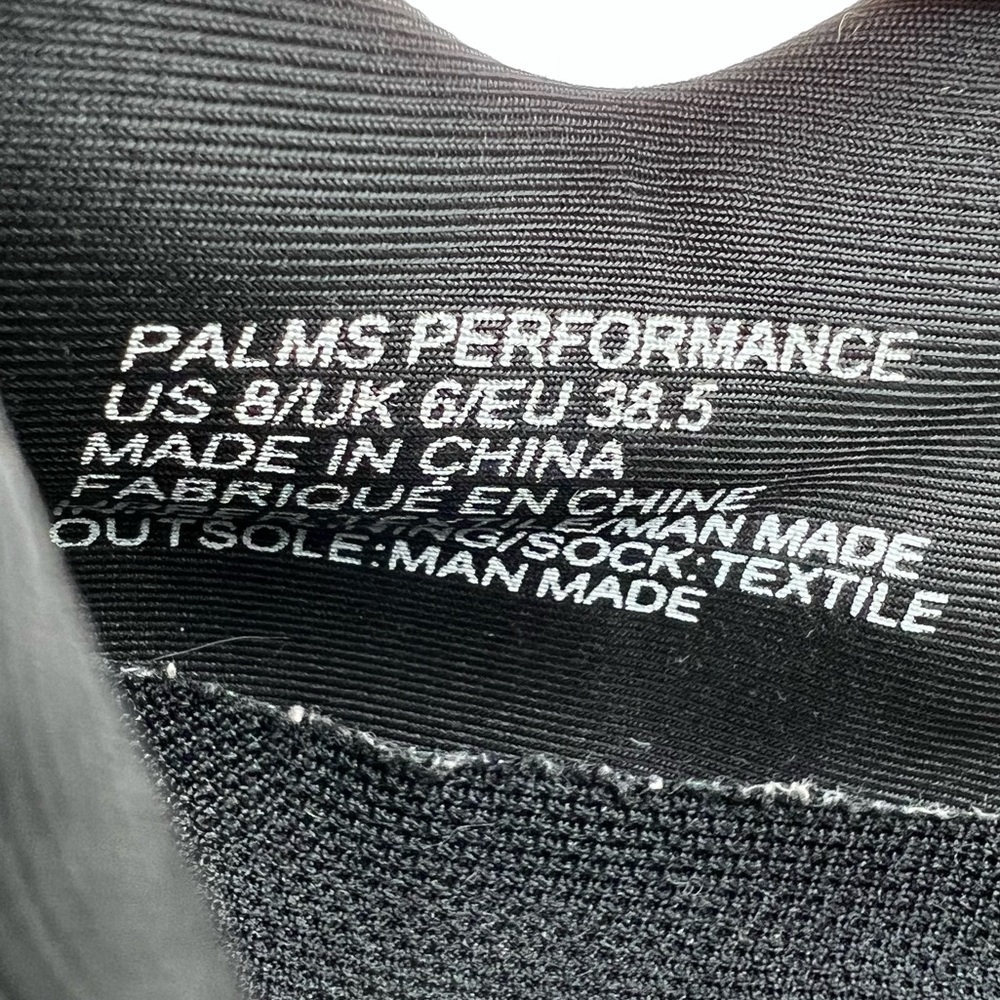 PALMS PERFORMANCE
US 8/UK 6/EU 38.5
MADE IN CHINA
FABRIQUÉ EN CHINE
TEXTILE/MAN MADE
/SOCK:TEXTILE
OUTSOLE:MAN MADE